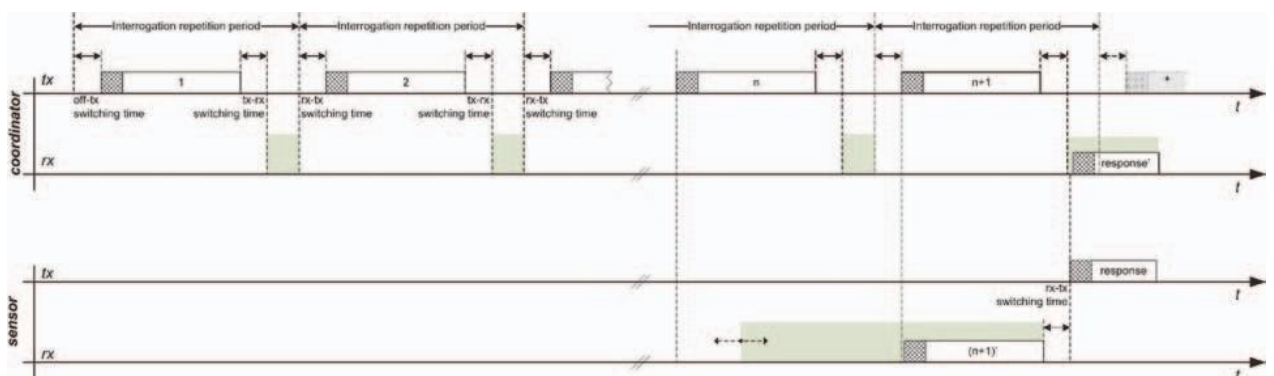 Interrogation repetition period
Interrogation repetition period
Interrogation repetition period
Interrogation repetition period
coordinator
tx
1
2
n
n+1
*
t
off-tx
switching time
tx-rx
switching time
rx-tx
switching time
tx-rx
switching time
rx-tx
switching time
rx
response'
t
sensor
tx
response
t
rx-tx
switching time
rx
(n+1)'
t